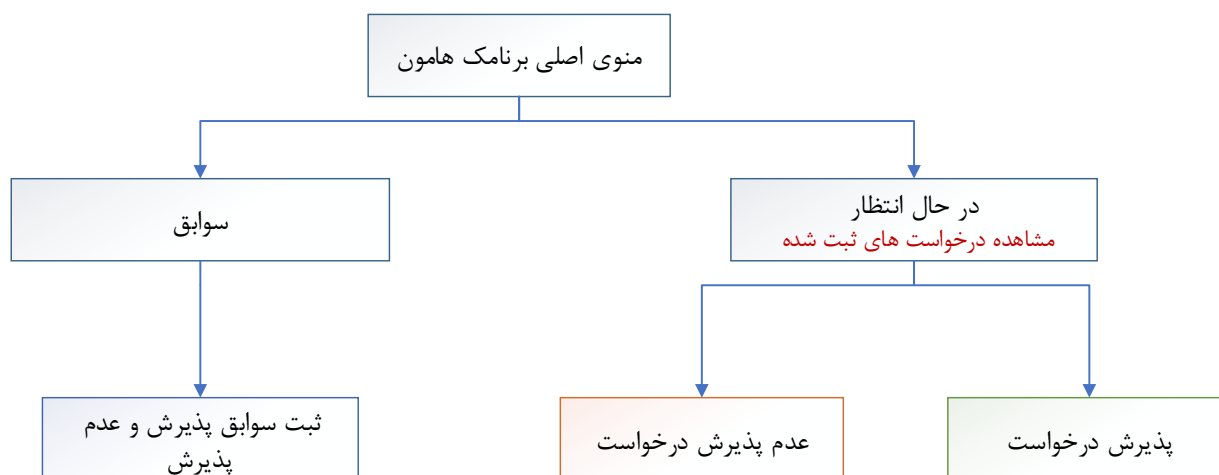 منوی اصلی برنامک هامون
در حال انتظار
مشاهده درخواست های ثبت شده
سوابق
پذیرش درخواست
عدم پذیرش درخواست
ثبت سوابق پذیرش و عدم
پذیرش